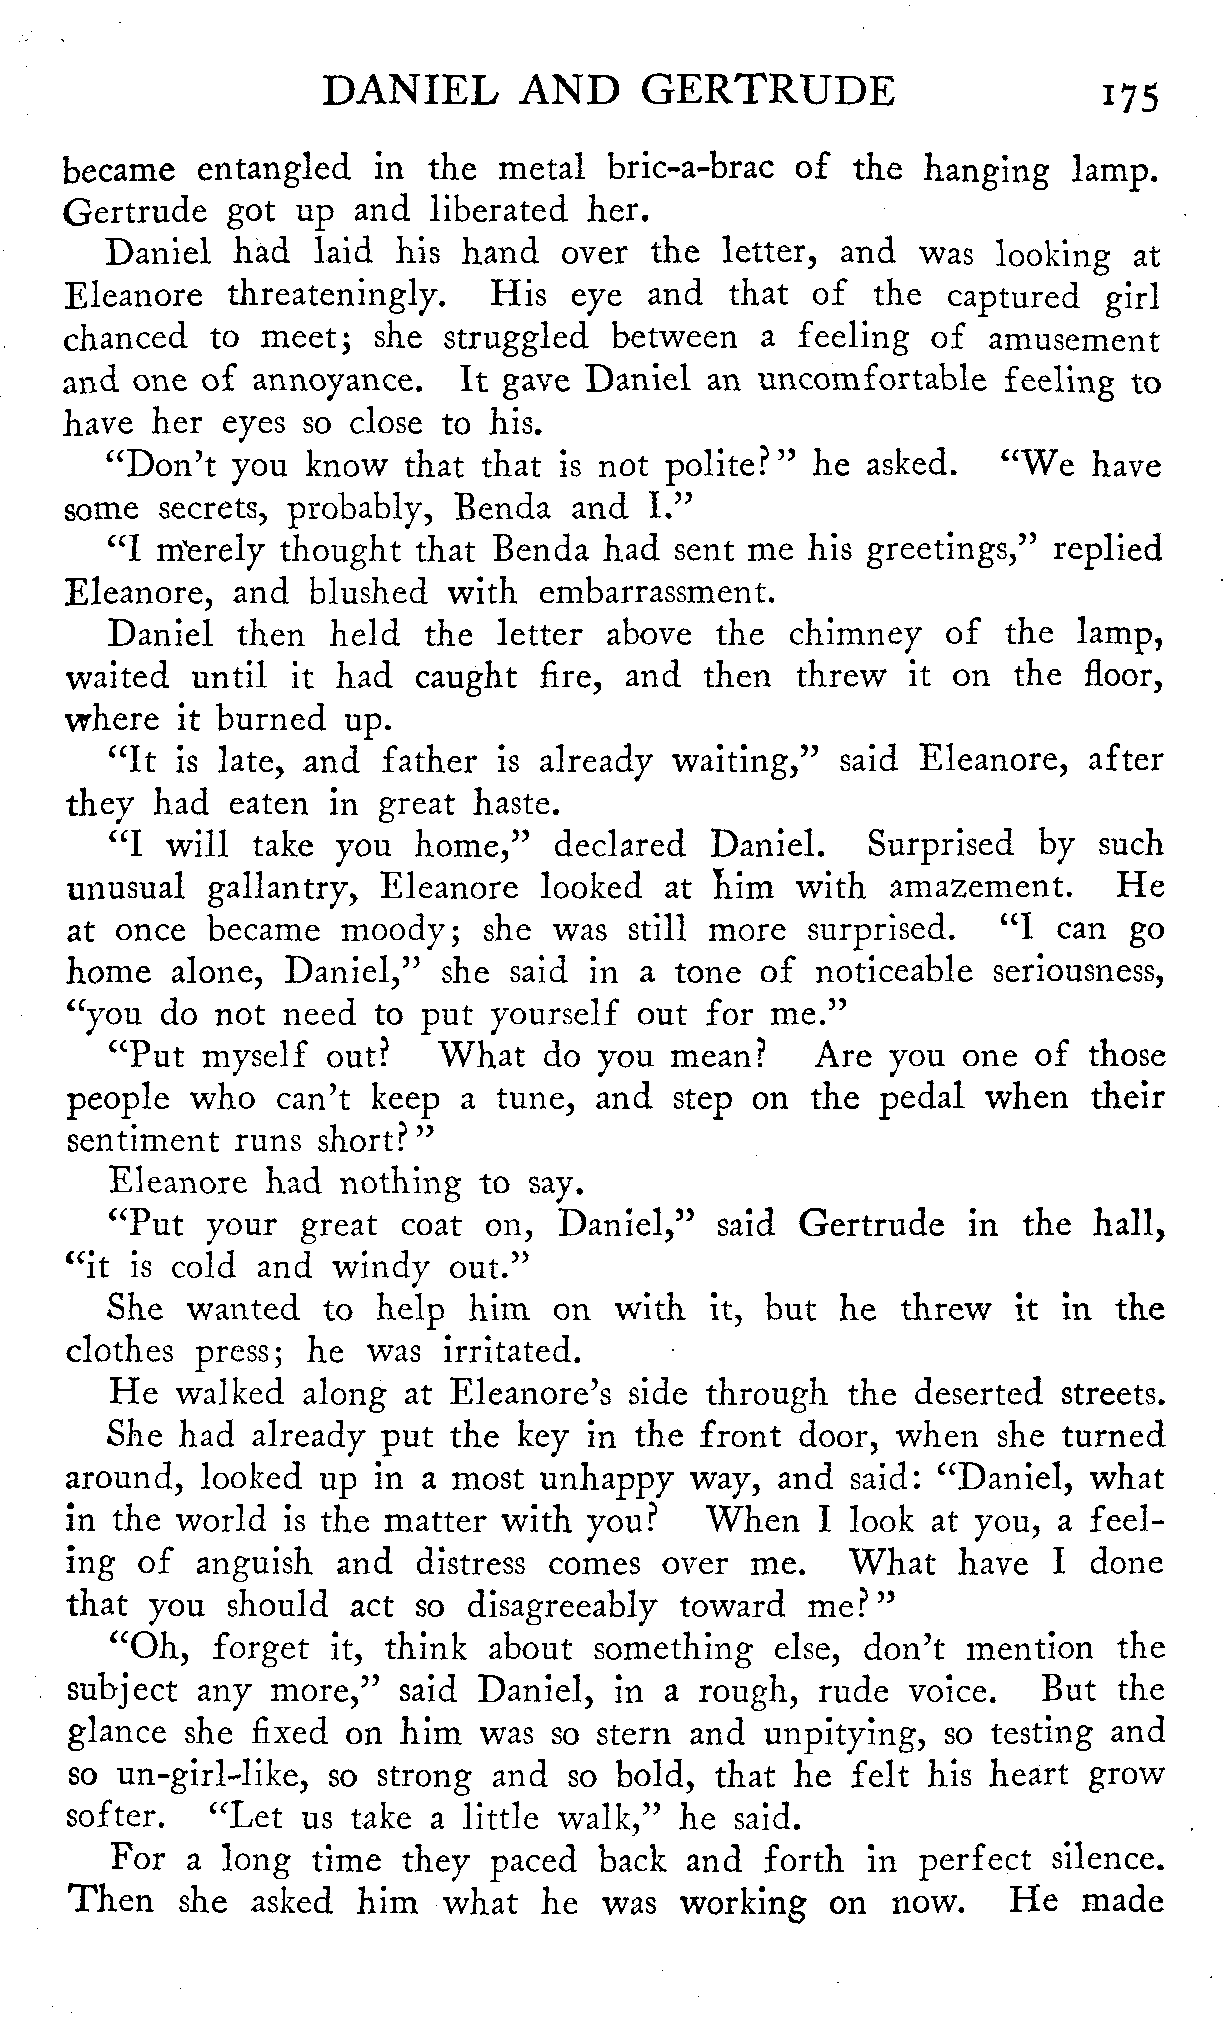 DANIEL AND GERTRUDE 175
became entangled in the metal bric-a-brac of the hanging lamp.
Gertrude got up and liberated her.
Daniel had laid his hand over the letter, and was looking at
Eleanore threateningly. His eye and that of the captured girl
chanced to meet; she struggled between a feeling of amusement
and one of annoyance. It gave Daniel an uncomfortable feeling to
have her eyes so close to his.
"Don't you know that that is not polite?" he asked. "We have
some secrets, probably, Benda and I."
"I merely thought that Benda had sent me his greetings," replied
Eleanore, and blushed with embarrassment.
Daniel then held the letter above the chimney of the lamp,
waited until it had caught fire, and then threw it on the floor,
where it burned up.
"It is late, and father is already waiting," said Eleanore, after
they had eaten in great haste.
"I will take you home," declared Daniel. Surprised by such
unusual gallantry, Eleanore looked at him with amazement. He
at once became moody; she was still more surprised. "I can go
home alone, Daniel," she said in a tone of noticeable seriousness,
"you do not need to put yourself out for me."
"Put myself out? What do you mean? Are you one of those
people who can't keep a tune, and step on the pedal when their
sentiment runs short?"
Eleanore had nothing to say.
"Put your great coat on, Daniel," said Gertrude in the hall,
"it is cold and windy out."
She wanted to help him on with it, but he threw it in the
clothes press; he was irritated.
He walked along at Eleanore's side through the deserted streets.
She had already put the key in the front door, when she turned
around, looked up in a most unhappy way, and said: "Daniel, what
in the world is the matter with you? When I look at you, a feel-
ing of anguish and distress comes over me. What have I done
that you should act so disagreeably toward me?"
"Oh, forget it, think about something else, don't mention the
subject any more," said Daniel, in a rough, rude voice. But the
glance she fixed on him was so stern and unpitying, so testing and
so un-girl-like, so strong and so bold, that he felt his heart grow
softer. "Let us take a little walk," he said.
For a long time they paced back and forth in perfect silence.
Then she asked him what he was working on now. He made